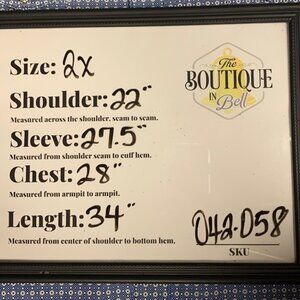 Size: 2X
The
BOUTIQUE
IN
Bell
Shoulder: 22"
Measured across the shoulder, seam to seam.
Sleeve: 27.5"
Measured from shoulder seam to cuff hem.
Chest: 28"
Measured from armpit to armpit.
Length: 34"
Measured from center of shoulder to bottom hem.
042-058
SKU